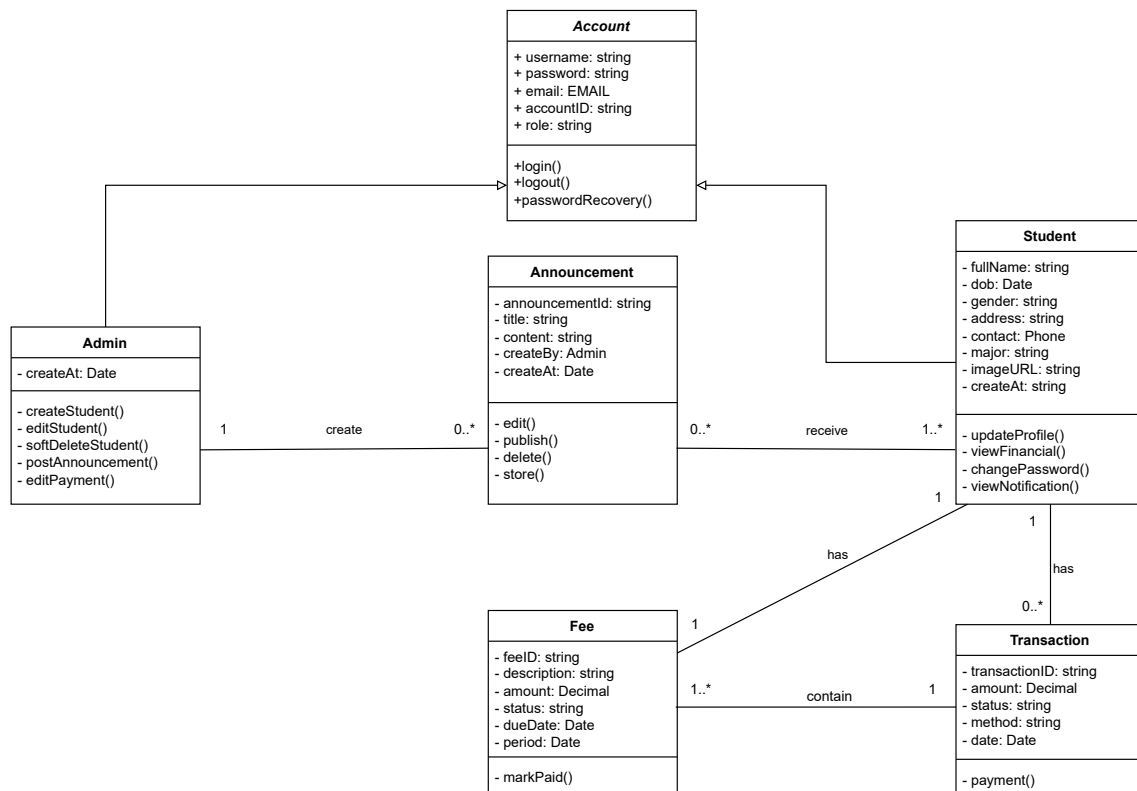 Account
+ username: string
+ password: string
+ email: EMAIL
+ accountID: string
+ role: string
+login()
+logout()
+passwordRecovery()
Student
- fullName: string
- dob: Date
- gender: string
- address: string
- contact: Phone
- major: string
- imageURL: string
- createAt: string
- updateProfile()
- viewFinancial()
- changePassword()
- viewNotification()
Announcement
- announcementId: string
- title: string
- content: string
- createBy: Admin
- createAt: Date
- edit()
- publish()
- delete()
- store()
Admin
- createAt: Date
- createStudent()
- editStudent()
- softDeleteStudent()
- postAnnouncement()
- editPayment()
1 create 0..*
0..* receive 1..*
1
has
1
1
has
0..*
Fee
- feeID: string
- description: string
- amount: Decimal
- status: string
- dueDate: Date
- period: Date
- markPaid()
1..* contain 1
Transaction
- transactionID: string
- amount: Decimal
- status: string
- method: string
- date: Date
- payment()